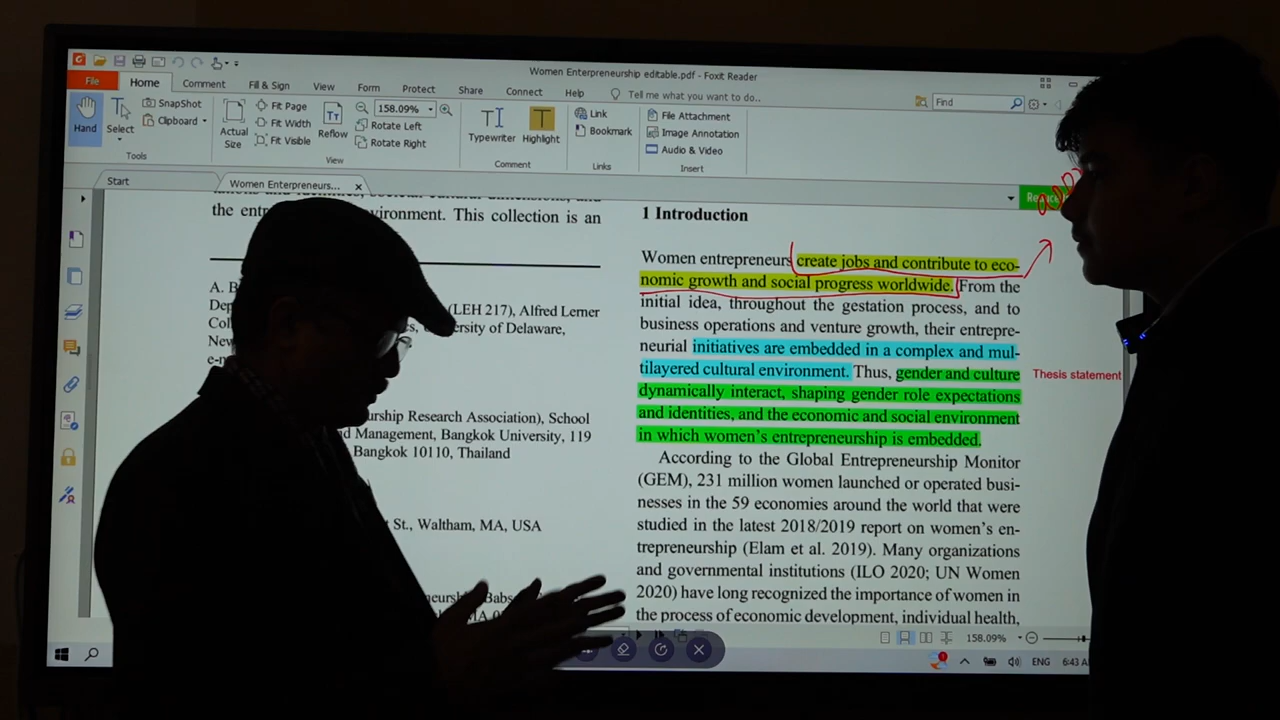 Women Enterpreneurship editable.pdf - Foxit Reader
File Home Comment Fill & Sign View Form Protect Share Connect Help Tell me what you want to do..
Find
Hand
Select
SnapShot
Clipboard
Tools
Actual Size
Fit Page
Fit Width
Fit Visible
Reflow
158.09%
Rotate Left
Rotate Right
View
Typewriter
Highlight
Comment
Link
Bookmark
Links
File Attachment
Image Annotation
Audio & Video
Insert
Start
Women Enterpreneurs...
the This collection is an
A.
(LEH 217), Alfred Lerner
of Delaware,
Research Association), School
Management, Bangkok University, 119
Bangkok 10110, Thailand
St., Waltham, MA, USA
1 Introduction
Women entrepreneurs create jobs and contribute to eco-
nomic growth and social progress worldwide. From the
initial idea, throughout the gestation process, and to
business operations and venture growth, their entrepre-
neurial initiatives are embedded in a complex and mul-
tilayered cultural environment. Thus, gender and culture
dynamically interact, shaping gender role expectations
and identities, and the economic and social environment
in which women's entrepreneurship is embedded.
Thesis statement
According to the Global Entrepreneurship Monitor
(GEM), 231 million women launched or operated busi-
nesses in the 59 economies around the world that were
studied in the latest 2018/2019 report on women's en-
trepreneurship (Elam et al. 2019). Many organizations
and governmental institutions (ILO 2020; UN Women
2020) have long recognized the importance of women in
the process of economic development, individual health,
158.09%
ENG 6:43